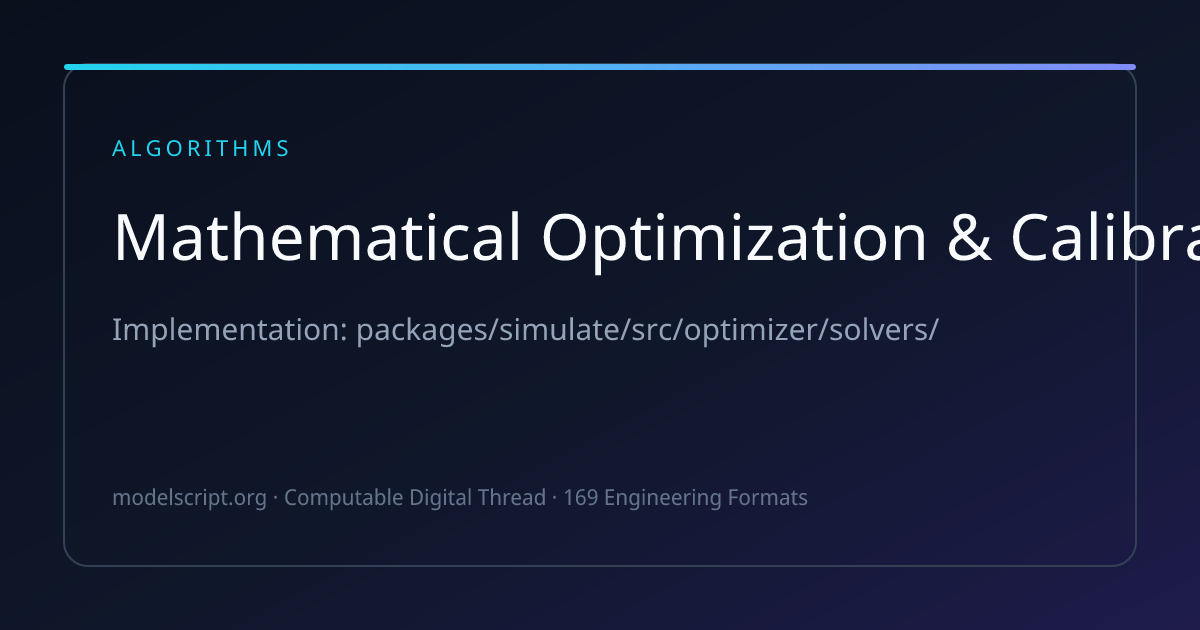 ALGORITHMS
Mathematical Optimization & Calibra
Implementation: packages/simulate/src/optimizer/solvers/
modelscript.org · Computable Digital Thread · 169 Engineering Formats